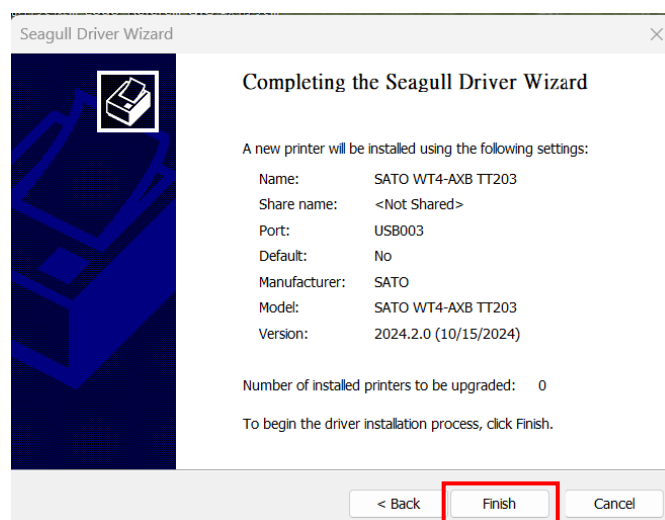 Seagull Driver Wizard
Completing the Seagull Driver Wizard
A new printer will be installed using the following settings:
Name: SATO WT4-AXB TT203
Share name: <Not Shared>
Port: USB003
Default: No
Manufacturer: SATO
Model: SATO WT4-AXB TT203
Version: 2024.2.0 (10/15/2024)
Number of installed printers to be upgraded: 0
To begin the driver installation process, click Finish.
< Back Finish Cancel